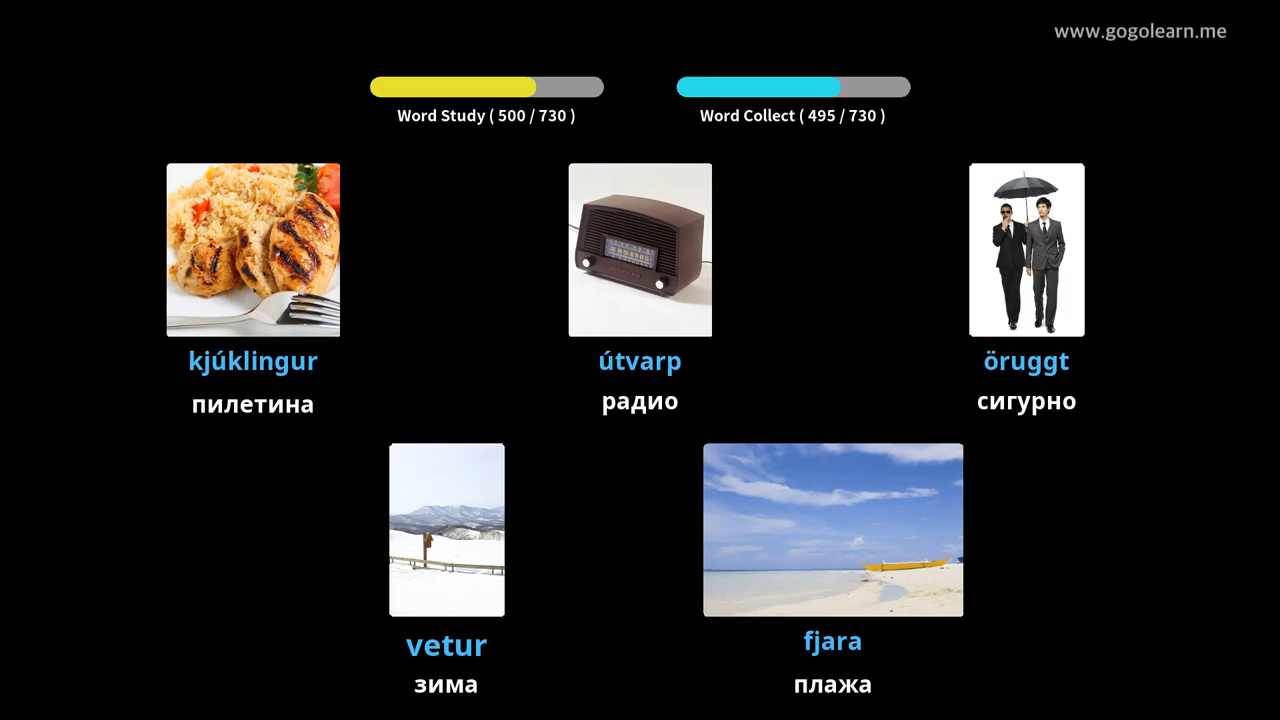 www.gogolearn.me
Word Study ( 500 / 730 )
Word Collect ( 495 / 730 )
kjúklingur
пилетина
útvarp
радио
öruggt
сигурно
vetur
зима
fjara
плажа